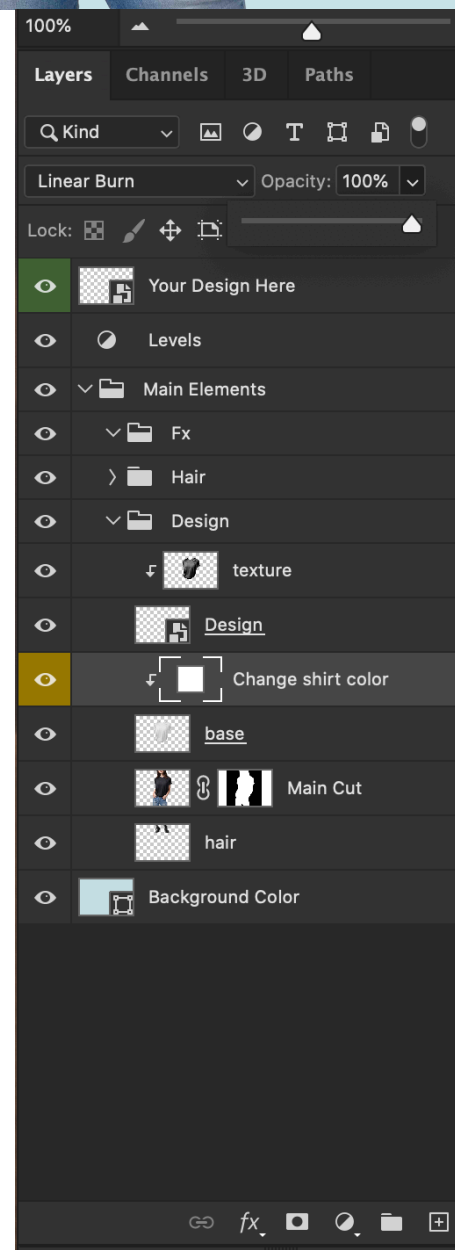 100%
Layers Channels 3D Paths
Kind T
Linear Burn Opacity: 100%
Lock:
Your Design Here
Levels
Main Elements
Fx
Hair
Design
texture
Design
Change shirt color
base
Main Cut
hair
Background Color
fx